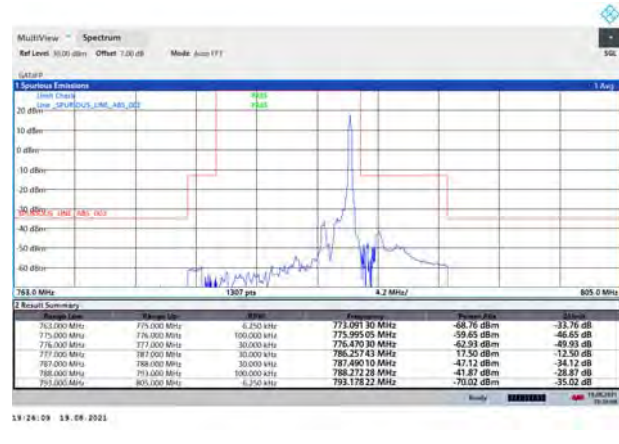 MultiView Spectrum
Ref Level 30.00 dBm Offset 7.00 dB Mode Auto FFT
SGL
GATE:IFP
1 Spurious Emissions 1 Avg
Limit Check PASS
Line _SPURIOUS_LINE_ABS_002 PASS
20 dBm
10 dBm
0 dBm
-10 dBm
-20 dBm
-30 dBm
_SPURIOUS_LINE_ABS_002
-40 dBm
-50 dBm
-60 dBm
763.0 MHz 1307 pts 4.2 MHz/ 805.0 MHz
2 Result Summary
Range Low Range Up RBW Frequency Power Abs ΔLimit
763.000 MHz 775.000 MHz 6.250 kHz 773.09130 MHz -68.76 dBm -33.76 dB
775.000 MHz 776.000 MHz 100.000 kHz 775.99505 MHz -59.65 dBm -46.65 dB
776.000 MHz 777.000 MHz 30.000 kHz 776.47030 MHz -62.93 dBm -49.93 dB
777.000 MHz 787.000 MHz 30.000 kHz 786.25743 MHz 17.50 dBm -12.50 dB
787.000 MHz 788.000 MHz 30.000 kHz 787.49010 MHz -47.12 dBm -34.12 dB
788.000 MHz 793.000 MHz 100.000 kHz 788.27228 MHz -41.87 dBm -28.87 dB
793.000 MHz 805.000 MHz 6.250 kHz 793.17822 MHz -70.02 dBm -35.02 dB
Ready 19.08.2021
19:26:09 19.08.2021